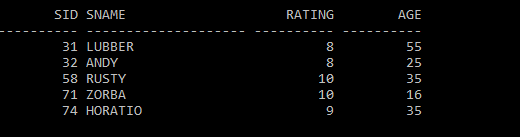 SID SNAME RATING AGE
---------- -------------------- ---------- ----------
31 LUBBER 8 55
32 ANDY 8 25
58 RUSTY 10 35
71 ZORBA 10 16
74 HORATIO 9 35